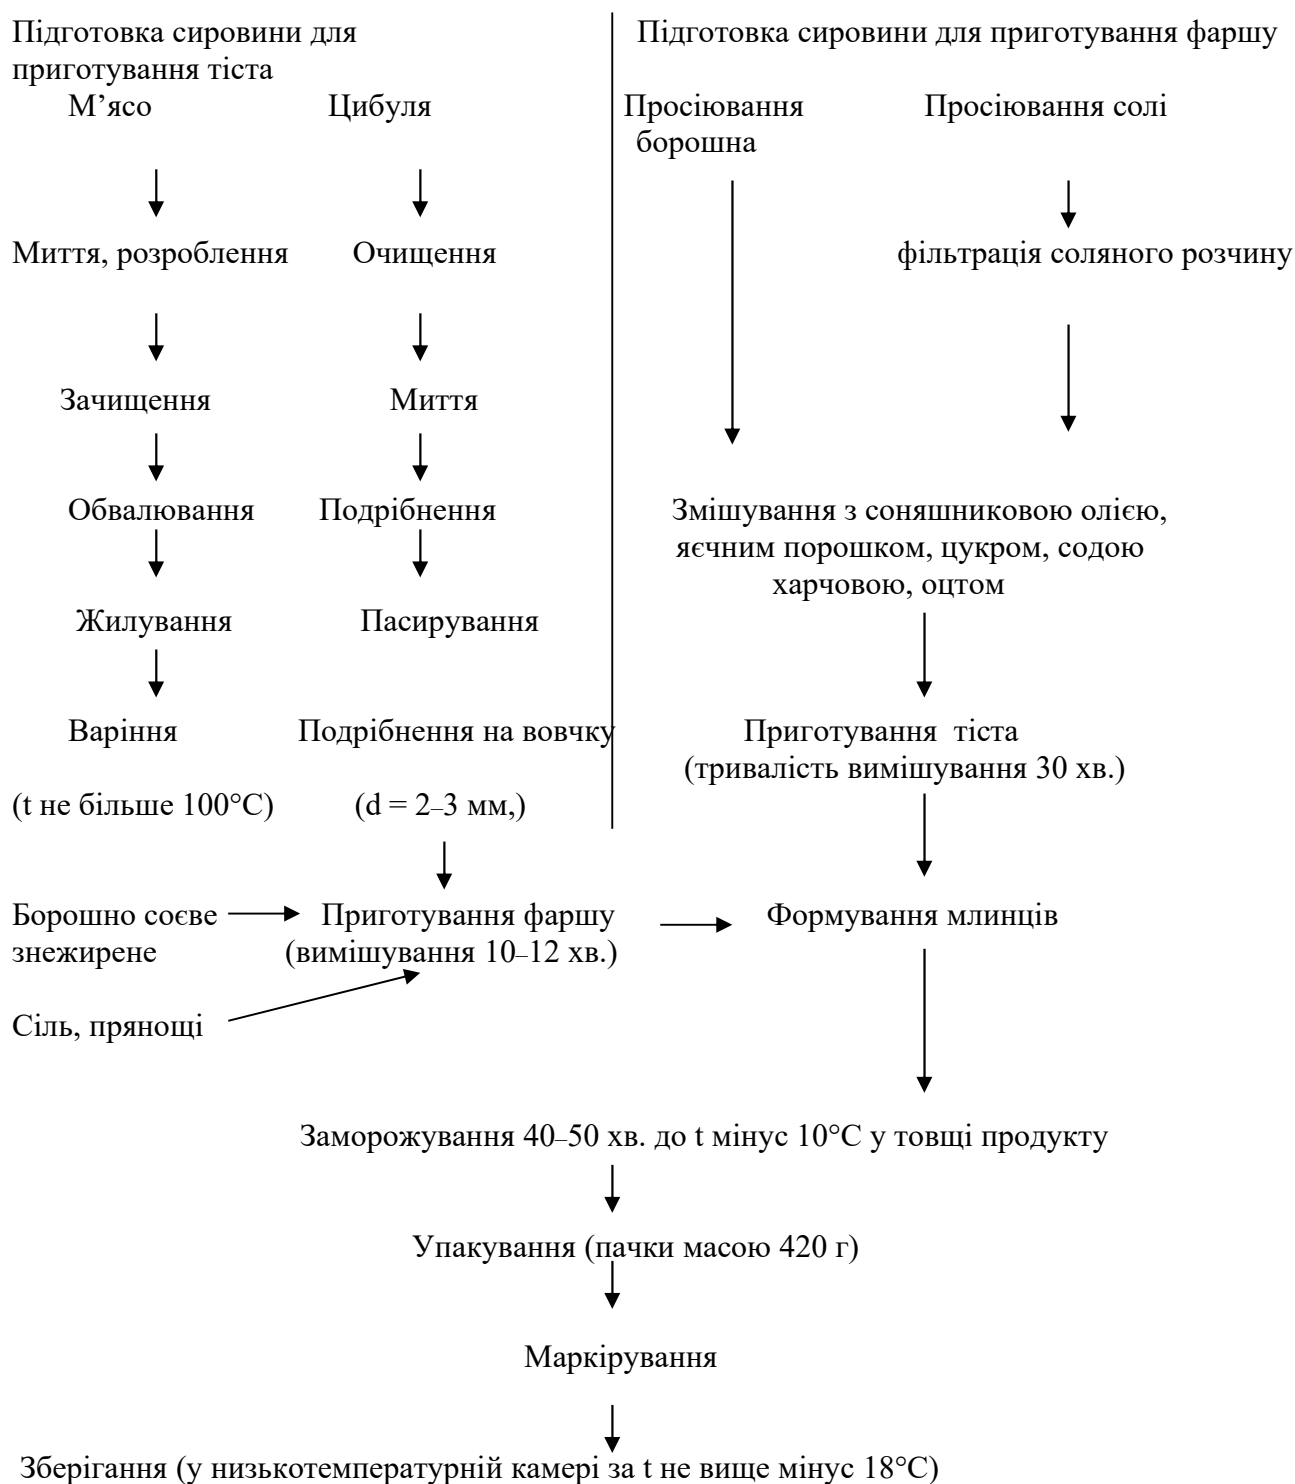 Підготовка сировини для
приготування тіста
Підготовка сировини для приготування фаршу
М’ясо
Цибуля
Просіювання
борошна
Просіювання солі
Миття, розроблення
Очищення
фільтрація соляного розчину
Зачищення
Миття
Обвалювання
Подрібнення
Змішування з соняшниковою олією,
яєчним порошком, цукром, содою
харчовою, оцтом
Жилування
Пасирування
Варіння
Подрібнення на вовчку
Приготування тіста
(тривалість вимішування 30 хв.)
(t не більше 100°С)
(d = 2–3 мм,)
Борошно соєве
знежирене
Приготування фаршу
(вимішування 10–12 хв.)
Формування млинців
Сіль, прянощі
Заморожування 40–50 хв. до t мінус 10°С у товщі продукту
Упакування (пачки масою 420 г)
Маркірування
Зберігання (у низькотемпературній камері за t не вище мінус 18°С)